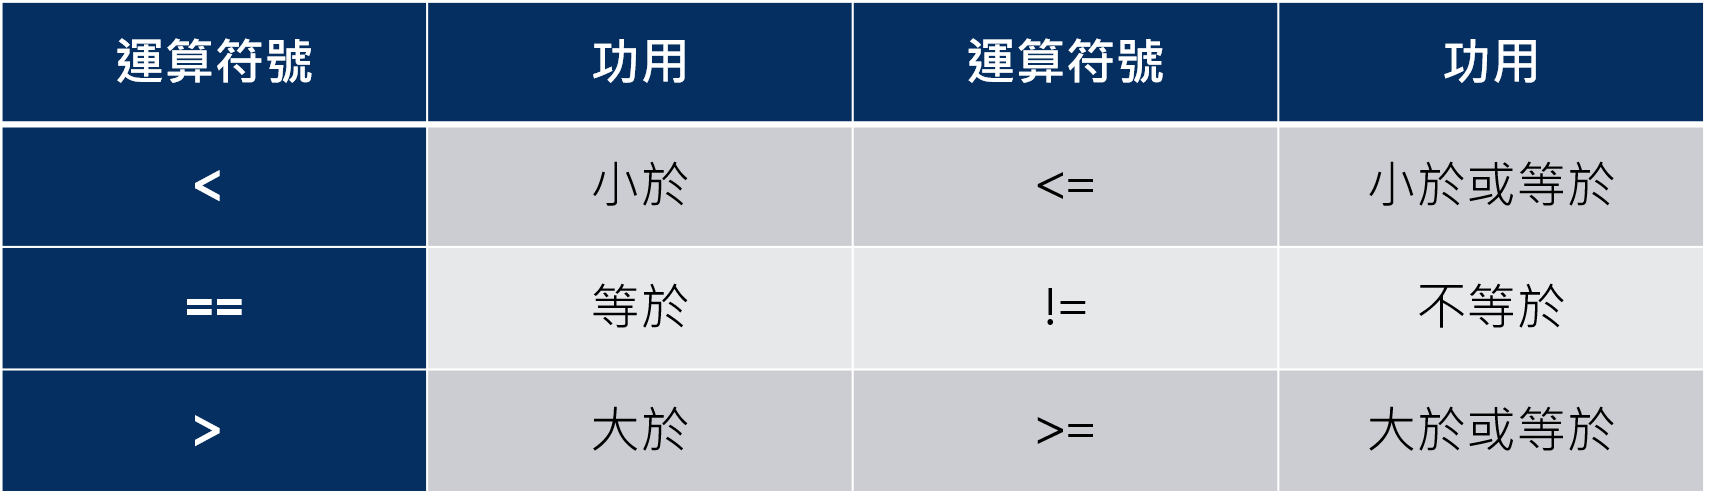 運算符號 功用 運算符號 功用
< 小於 <= 小於或等於
== 等於 != 不等於
> 大於 >= 大於或等於